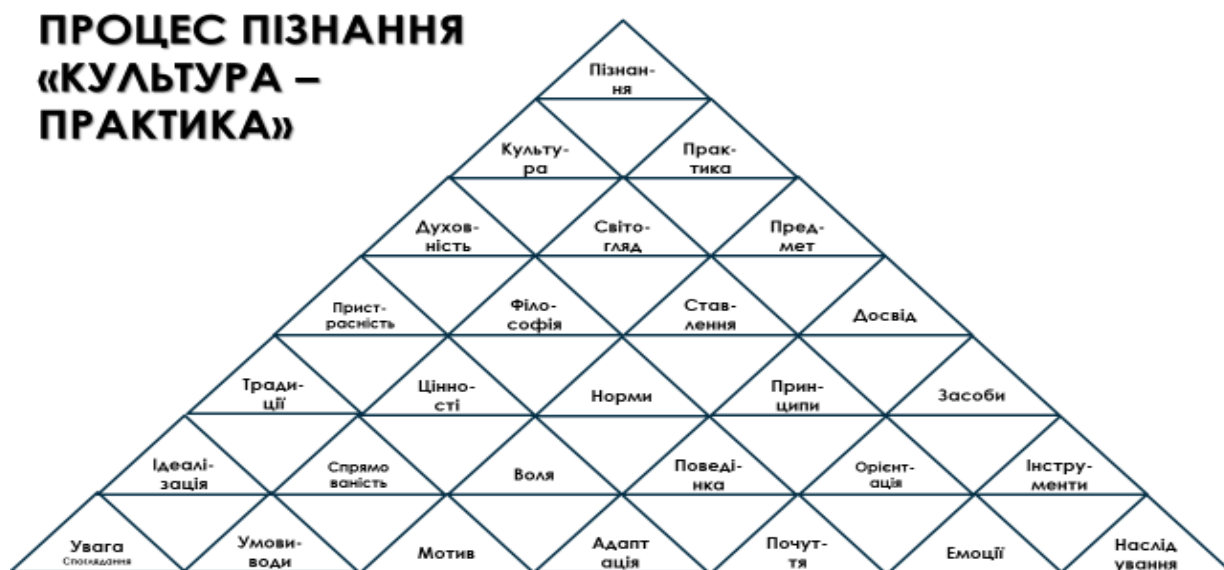 ПРОЦЕС ПІЗНАННЯ
«КУЛЬТУРА –
ПРАКТИКА»
Пізнан-
ня
Культу-
ра
Прак-
тика
Духов-
ність
Світо-
гляд
Пред-
мет
Прист-
расність
Філо-
софія
Став-
лення
Досвід
Тради-
ції
Цінно-
сті
Норми
Прин-
ципи
Засоби
Ідеалі-
зація
Спрямо
ваність
Воля
Поведі-
нка
Орієнт-
ація
Інстру-
менти
Увага
Споглядання
Умови-
води
Мотив
Адапт
ація
Почут-
тя
Емоції
Наслід
ування